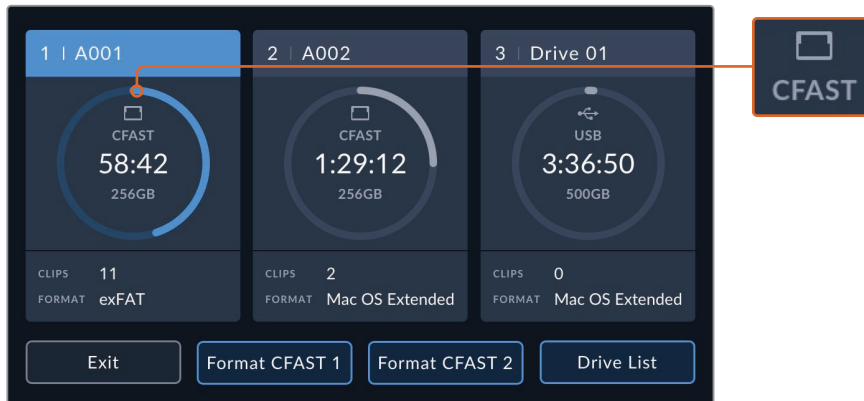 1 | A001
CFAST
58:42
256GB
CLIPS 11
FORMAT exFAT
2 | A002
CFAST
1:29:12
256GB
CLIPS 2
FORMAT Mac OS Extended
3 | Drive 01
USB
3:36:50
500GB
CLIPS 0
FORMAT Mac OS Extended
Exit
Format CFAST 1
Format CFAST 2
Drive List
CFAST